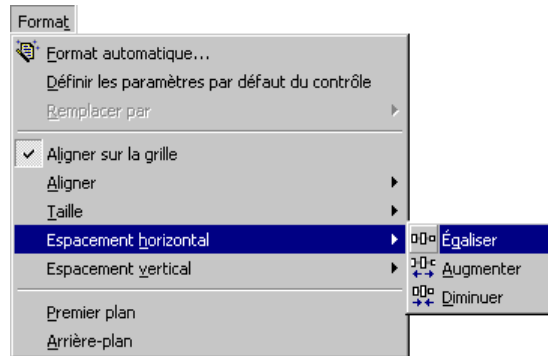 Format
Format automatique...
Définir les paramètres par défaut du contrôle
Remplacer par
Aligner sur la grille
Aligner
Taille
Espacement horizontal
Égaliser
Espacement vertical
Augmenter
Diminuer
Premier plan
Arrière-plan